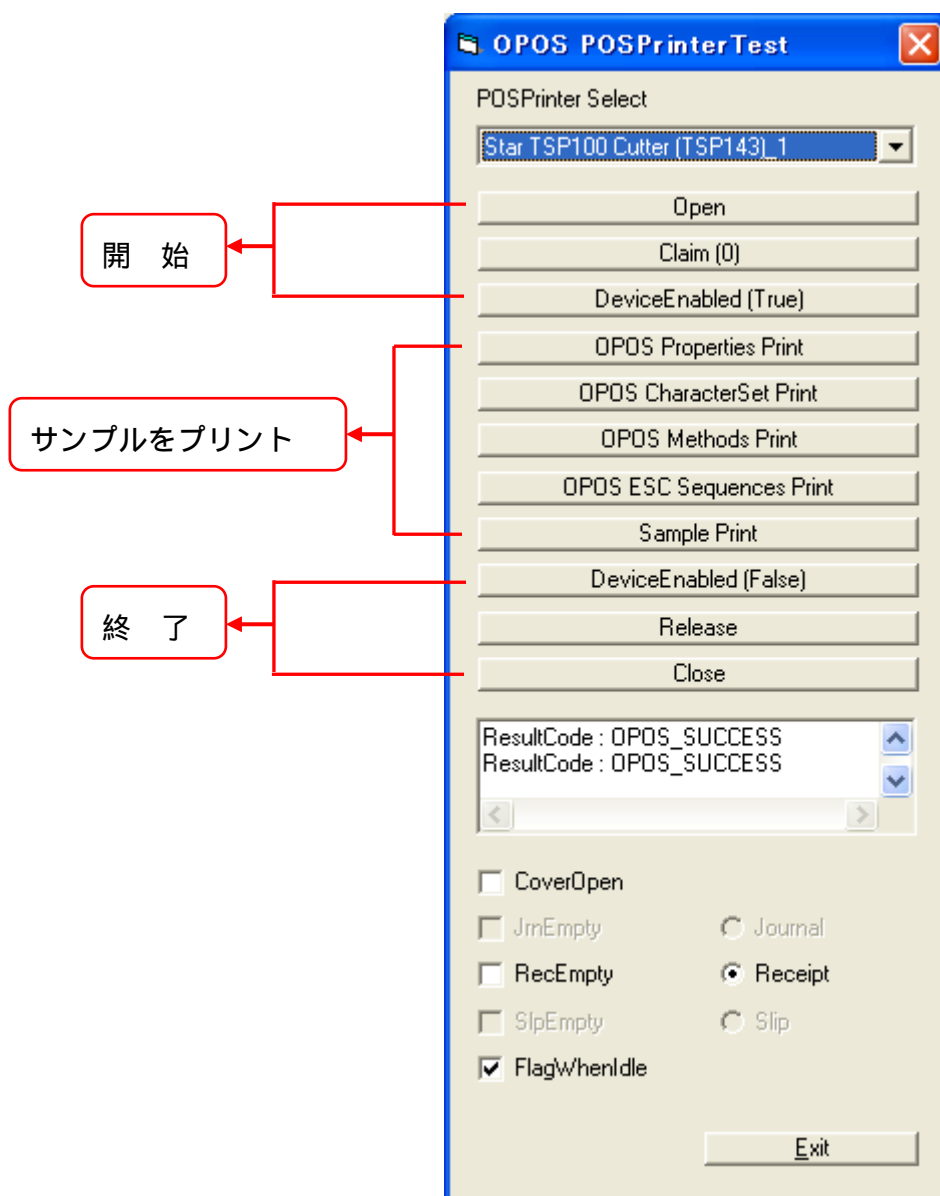 OPOS POSPrinterTest
POSPrinter Select
Star TSP100 Cutter (TSP143)_1
Open
Claim (0)
DeviceEnabled (True)
OPOS Properties Print
OPOS CharacterSet Print
OPOS Methods Print
OPOS ESC Sequences Print
Sample Print
DeviceEnabled (False)
Release
Close
開 始
サンプルをプリント
終 了
ResultCode : OPOS_SUCCESS
ResultCode : OPOS_SUCCESS
CoverOpen
JrnEmpty Journal
RecEmpty Receipt
SlpEmpty Slip
FlagWhenIdle
Exit